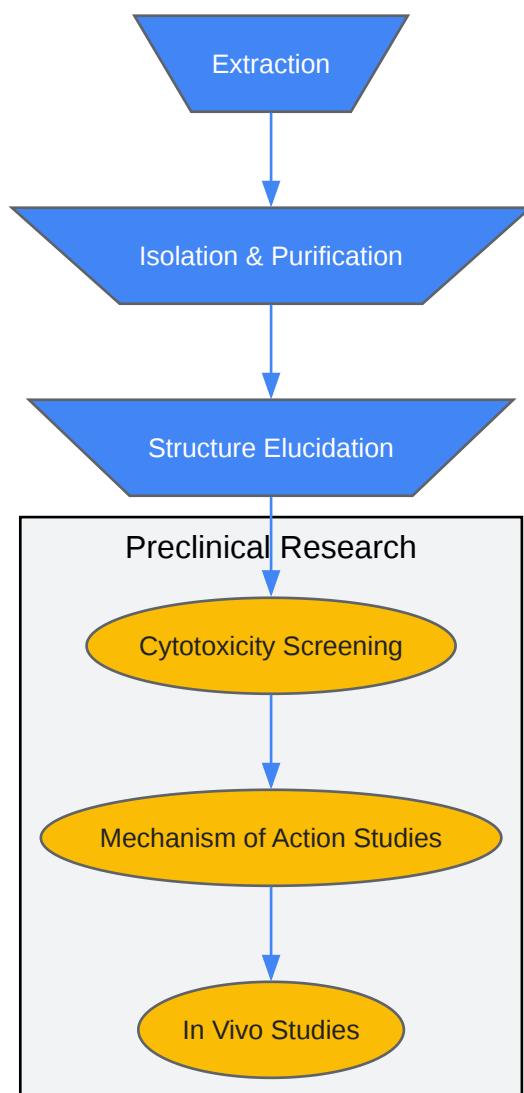 Extraction
Isolation & Purification
Structure Elucidation
Preclinical Research
Cytotoxicity Screening
Mechanism of Action Studies
In Vivo Studies